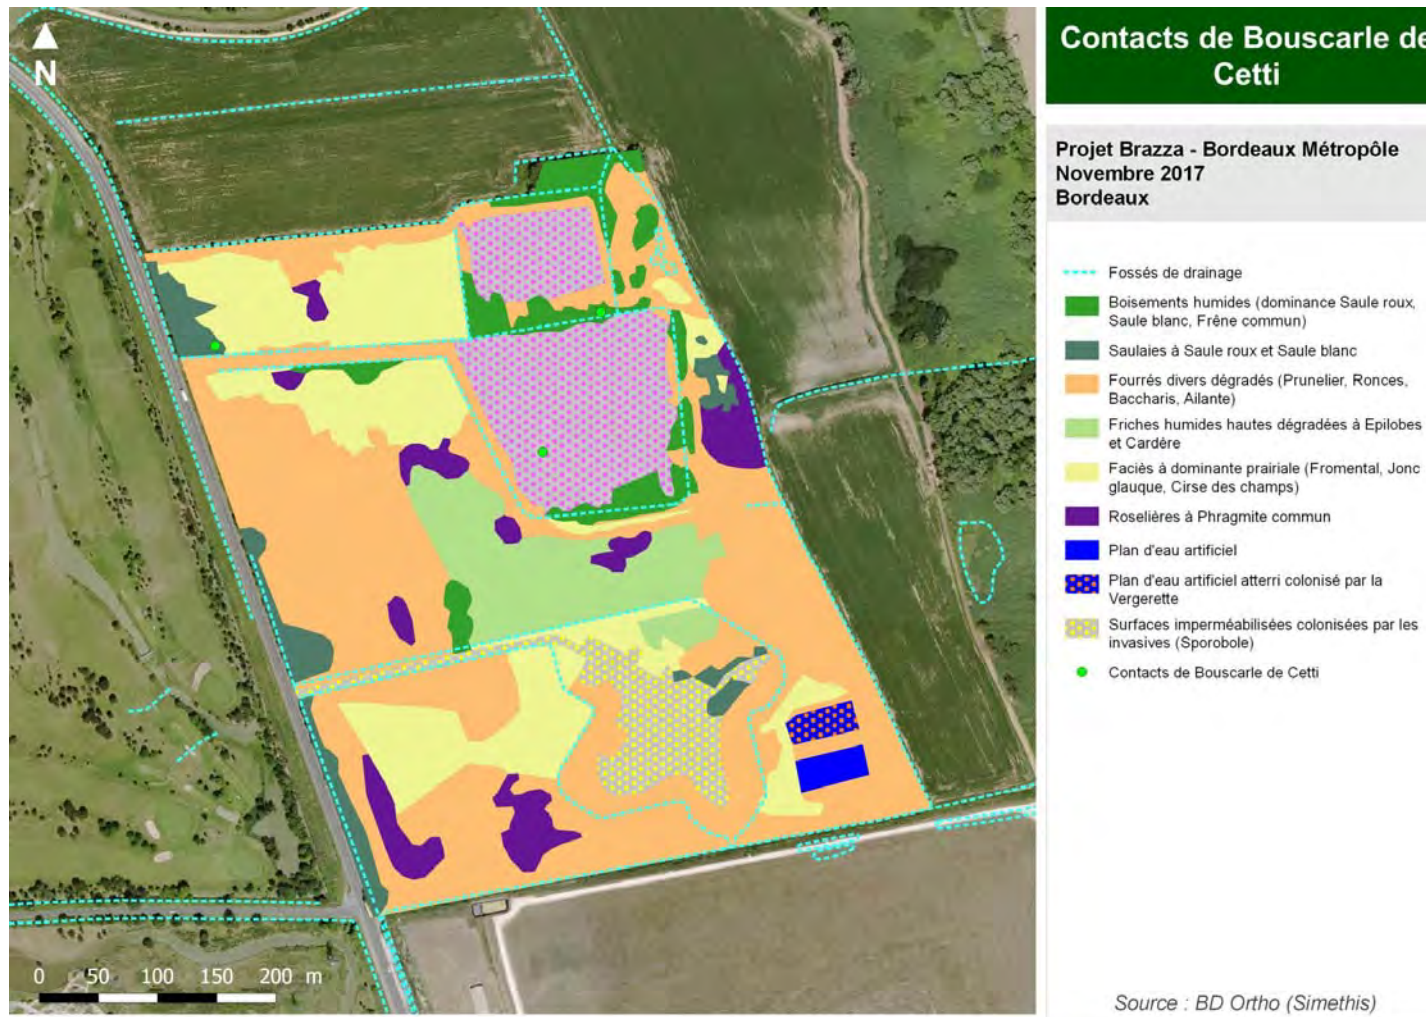 N
Contacts de Bouscarle de
Cetti
Projet Brazza - Bordeaux Métropôle
Novembre 2017
Bordeaux
Fossés de drainage
Boisements humides (dominance Saule roux,
Saule blanc, Frêne commun)
Saulaies à Saule roux et Saule blanc
Fourrés divers dégradés (Prunelier, Ronces,
Baccharis, Ailante)
Friches humides hautes dégradées à Epilobes
et Cardère
Faciès à dominante prairiale (Fromental, Jonc
glauque, Cirse des champs)
Roselières à Phragmite commun
Plan d'eau artificiel
Plan d'eau artificiel atterri colonisé par la
Vergerette
Surfaces imperméabilisées colonisées par les
invasives (Sporobole)
Contacts de Bouscarle de Cetti
0 50 100 150 200 m
Source : BD Ortho (Simethis)